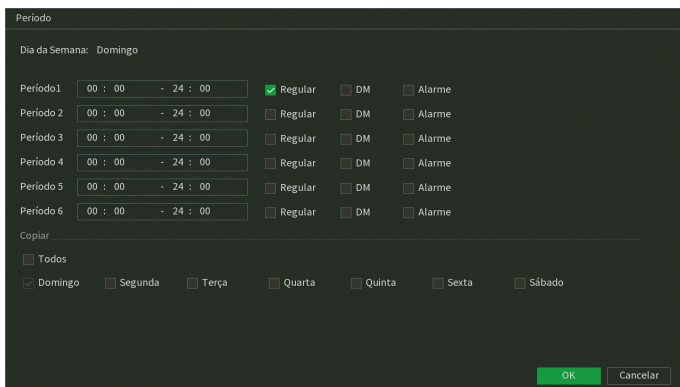 Período
Dia da Semana: Domingo
Período1 00 : 00 - 24 : 00 Regular DM Alarme
Período 2 00 : 00 - 24 : 00 Regular DM Alarme
Período 3 00 : 00 - 24 : 00 Regular DM Alarme
Período 4 00 : 00 - 24 : 00 Regular DM Alarme
Período 5 00 : 00 - 24 : 00 Regular DM Alarme
Período 6 00 : 00 - 24 : 00 Regular DM Alarme
Copiar
Todos
Domingo Segunda Terça Quarta Quinta Sexta Sábado
OK Cancelar